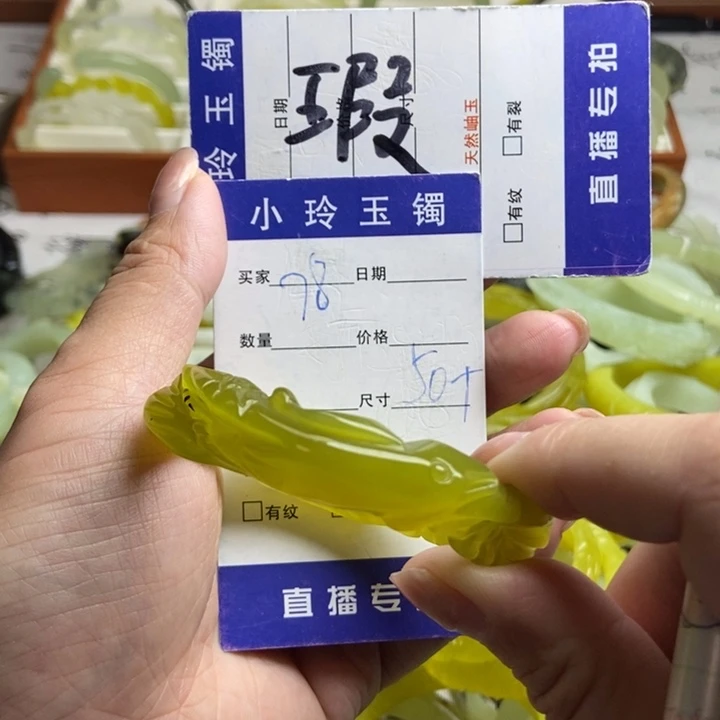 玲玉镯
日期
瑕
尺寸
天然岫玉
有裂
有纹
直播专拍
小玲玉镯
买家 98 日期
数量 价格
尺寸 50+
有纹
直播专